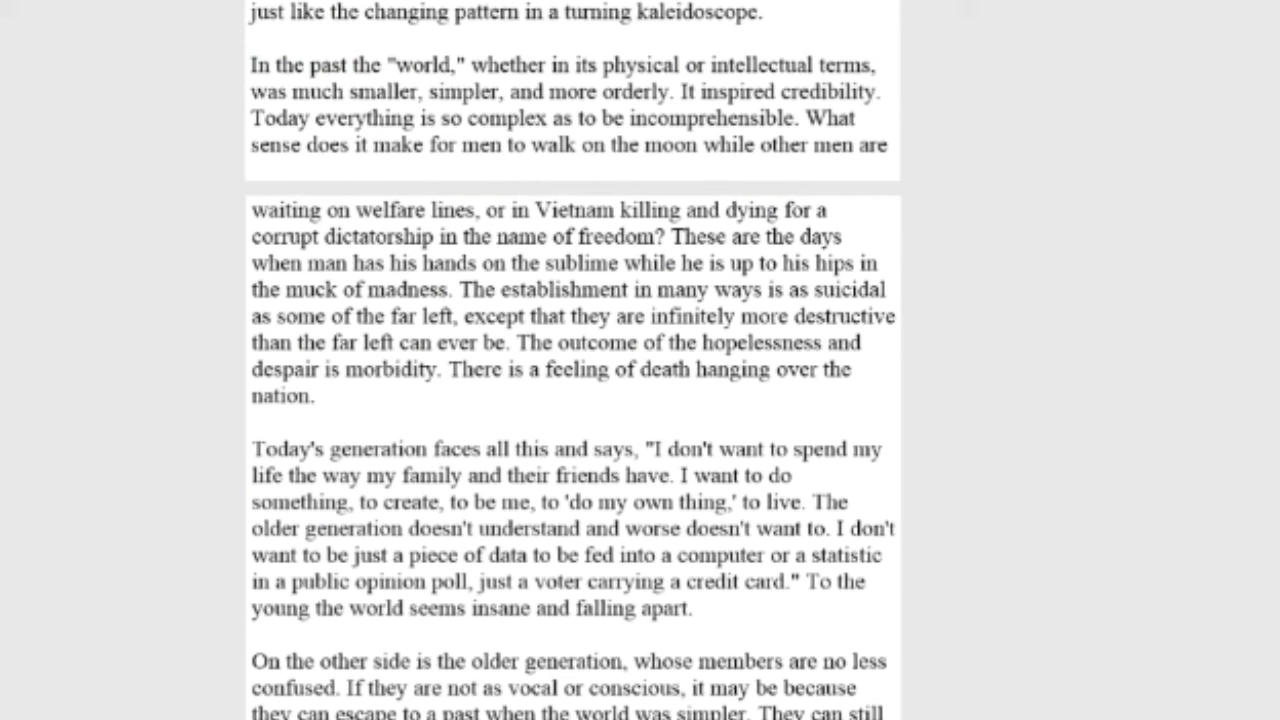 just like the changing pattern in a turning kaleidoscope.
In the past the "world," whether in its physical or intellectual terms,
was much smaller, simpler, and more orderly. It inspired credibility.
Today everything is so complex as to be incomprehensible. What
sense does it make for men to walk on the moon while other men are
waiting on welfare lines, or in Vietnam killing and dying for a
corrupt dictatorship in the name of freedom? These are the days
when man has his hands on the sublime while he is up to his hips in
the muck of madness. The establishment in many ways is as suicidal
as some of the far left, except that they are infinitely more destructive
than the far left can ever be. The outcome of the hopelessness and
despair is morbidity. There is a feeling of death hanging over the
nation.
Today's generation faces all this and says, "I don't want to spend my
life the way my family and their friends have. I want to do
something, to create, to be me, to 'do my own thing,' to live. The
older generation doesn't understand and worse doesn't want to. I don't
want to be just a piece of data to be fed into a computer or a statistic
in a public opinion poll, just a voter carrying a credit card." To the
young the world seems insane and falling apart.
On the other side is the older generation, whose members are no less
confused. If they are not as vocal or conscious, it may be because
they can escape to a past when the world was simpler. They can still